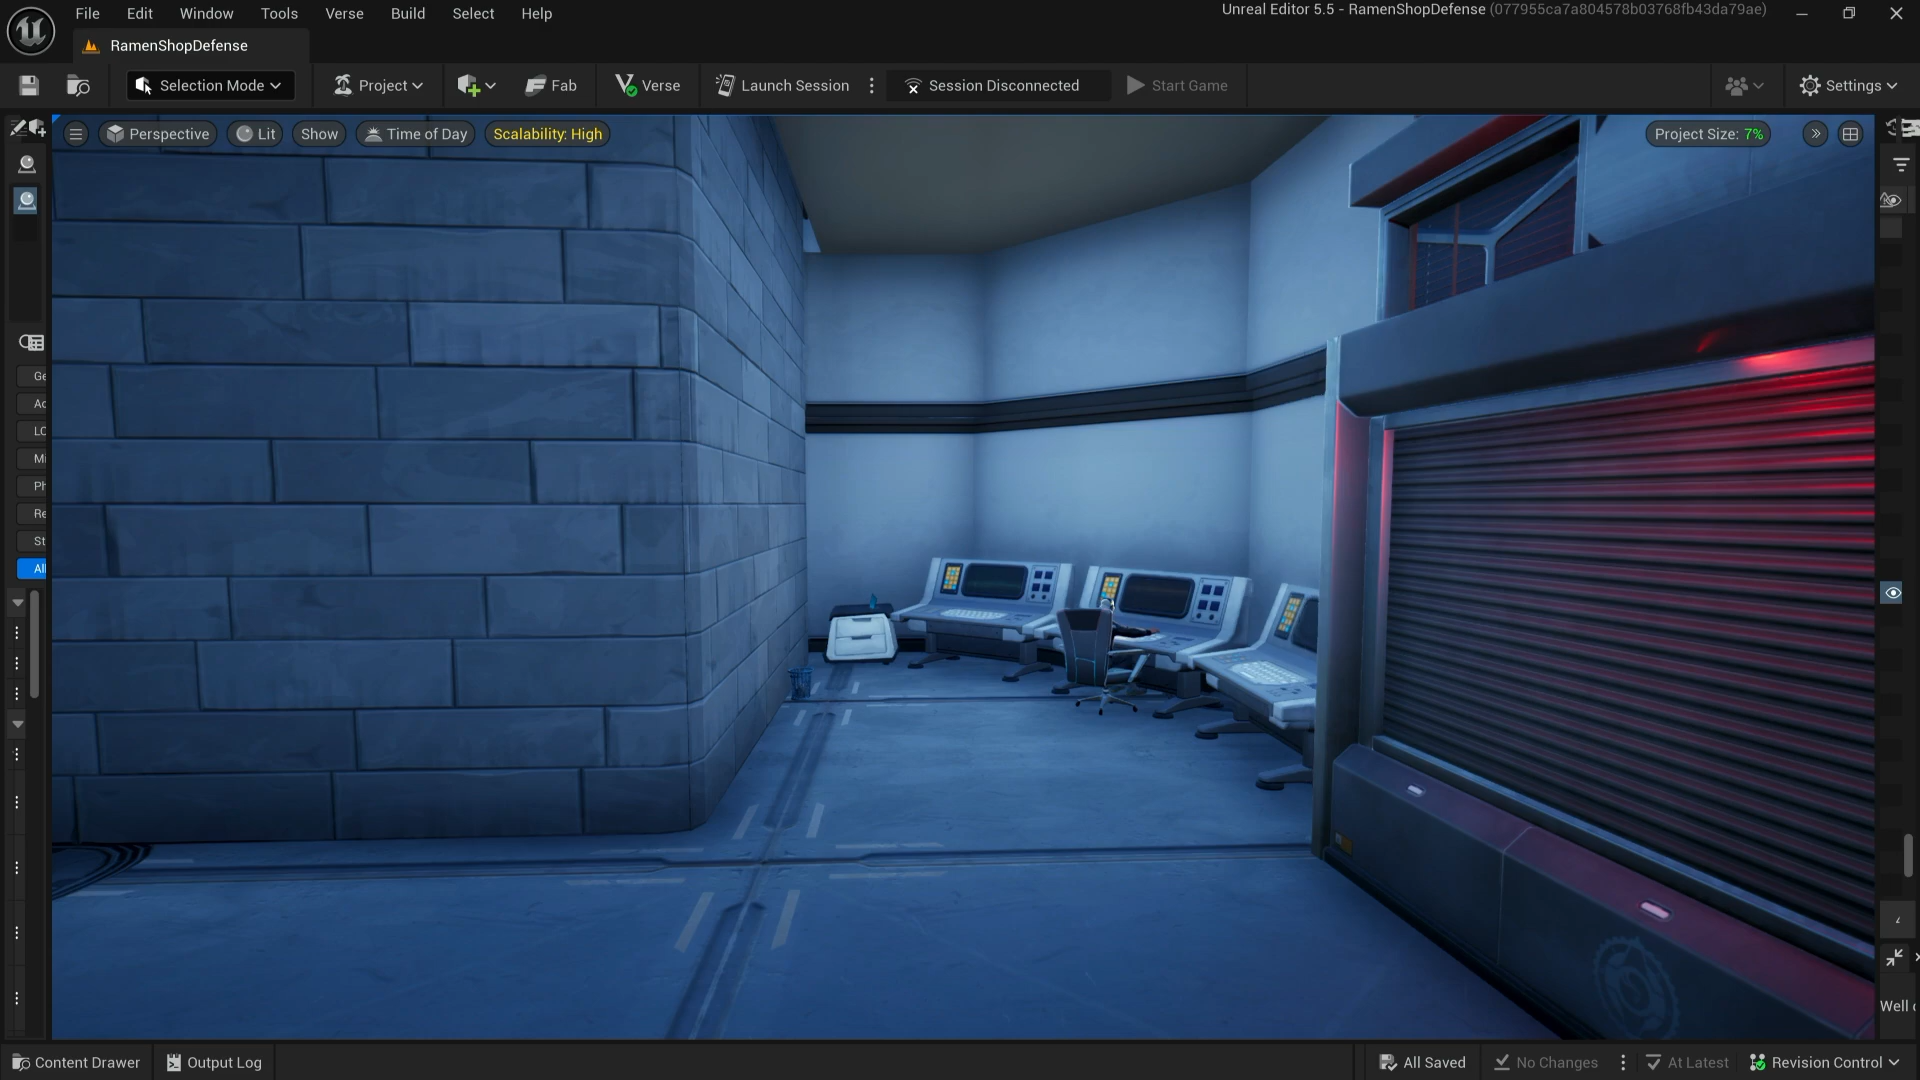 File Edit Window Tools Verse Build Select Help
Unreal Editor 5.5 - RamenShopDefense (077955ca7a804578b03768fb43da79ae)
RamenShopDefense
Selection Mode Project Fab Verse Launch Session Session Disconnected Start Game Settings
Perspective Lit Show Time of Day Scalability: High Project Size: 7%
Ge
Ac
LC
Mi
Ph
Re
St
All
Well
Content Drawer Output Log All Saved No Changes At Latest Revision Control